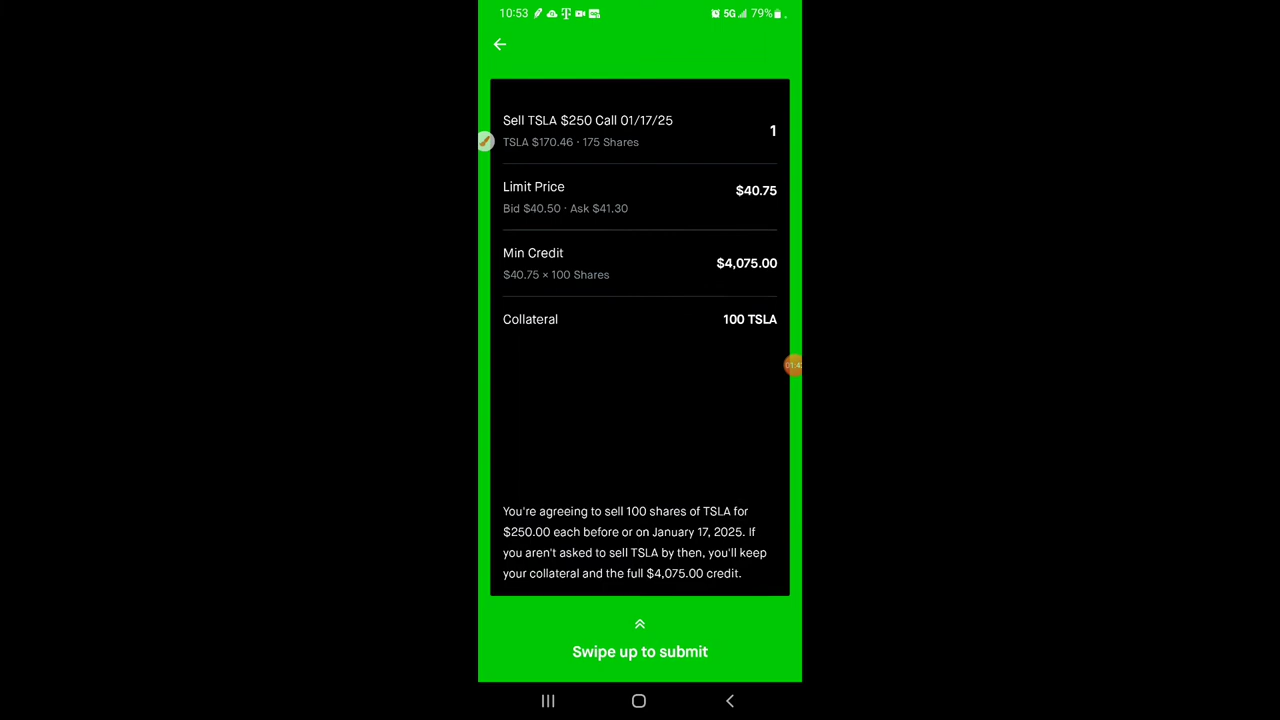 10:53 5G 79%
Sell TSLA $250 Call 01/17/25
1
TSLA $170.46 · 175 Shares
Limit Price
$40.75
Bid $40.50 · Ask $41.30
Min Credit
$4,075.00
$40.75 × 100 Shares
Collateral
100 TSLA
You're agreeing to sell 100 shares of TSLA for
$250.00 each before or on January 17, 2025. If
you aren't asked to sell TSLA by then, you'll keep
your collateral and the full $4,075.00 credit.
Swipe up to submit